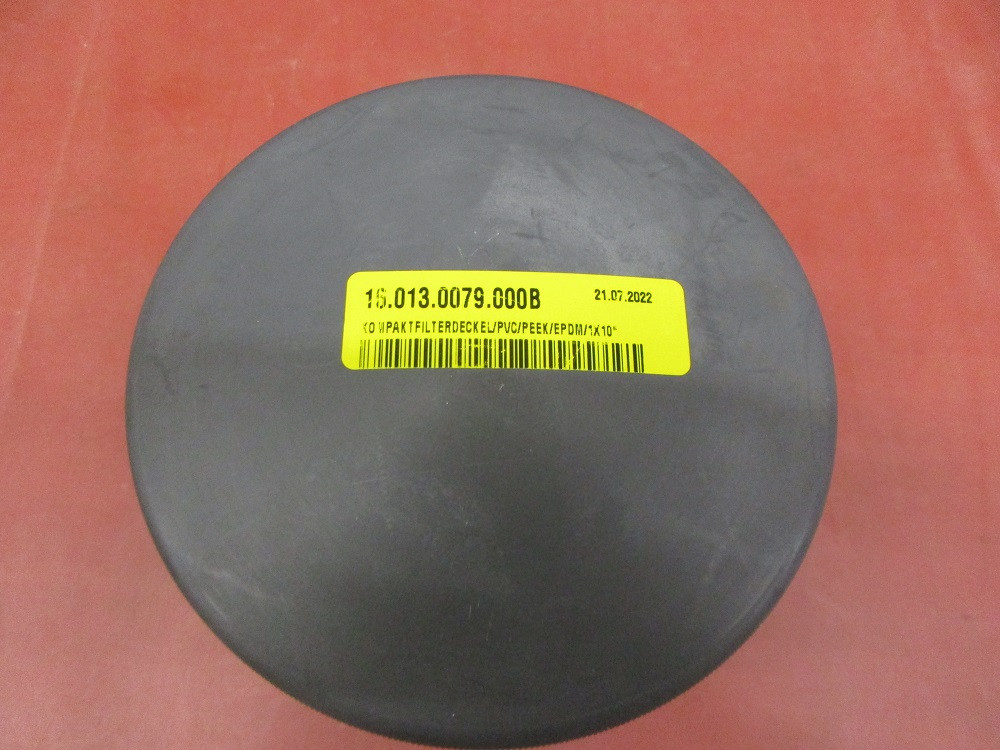 16.013.0079.000B 21.07.2022
KOMPAKTFILTERDECKEL/PVC/PEEK/EPDM/1X10"